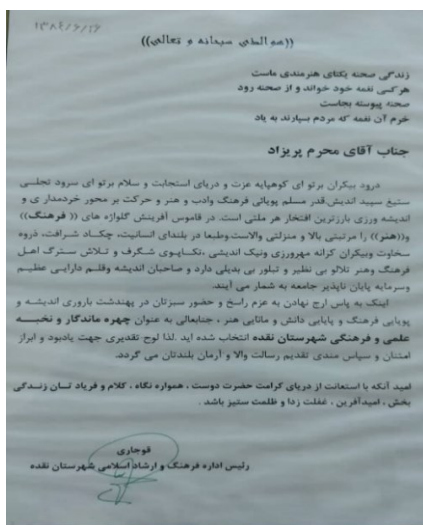 ۱۳۸۴/۶/۲۶
((هو الذی سبحانه و تعالی))
زندگی صحنه یکتای هنرمندی ماست
هرکسی نغمه خود خواند و از صحنه رود
صحنه پیوسته بجاست
خرم آن نغمه که مردم بسپارند به یاد
جناب آقای محرم پریزاد
درود بیکران برتو ای کوهپایه عزت و دریای استجابت و سلام برتو ای سرود تجلی
ستیغ سپید اندیش.قدر مسلم پویائی فرهنگ وادب و هنر و حرکت بر محور خردمداری و
اندیشه ورزی بارزترین افتخار هر ملتی است. در قاموس آفرینش گلواژه های (( فرهنگ))
و((هنر)) را مرتبتی بالا و منزلتی والاست.وطبعا در بلندای انسانیت، چکاد شرافت، ذروه
سخاوت وبیکران کرانه مهرورزی ونیک اندیشی ،تکاپوی شگرف و تلاش سترگ اهل
فرهنگ وهنر تلالو بی نظیر و تبلور بی بدیلی دارد و صاحبان اندیشه وقلم دارایی عظیم
وسرمایه پایان ناپذیر جامعه به شمار می آیند.
اینک به پاس ارج نهادن به عزم راسخ و حضور سبزتان در پهندشت باروری اندیشه و
پویایی فرهنگ و پایایی دانش و مانایی هنر ، جنابعالی به عنوان چهره ماندگار و نخبه
علمی و فرهنگی شهرستان نقده انتخاب شده اید .لذا لوح تقدیری جهت یادبود و ابراز
امتنان و سپاس مندی تقدیم رسالت والا و آرمان بلندتان می گردد.
امید آنکه با استعانت از دریای کرامت حضرت دوست ، همواره نگاه ، کلام و فریاد تان زندگی
بخش ، امیدآفرین ، غفلت زدا و ظلمت ستیز باشد .
قوجاری
رئیس اداره فرهنگ و ارشاد اسلامی شهرستان نقده